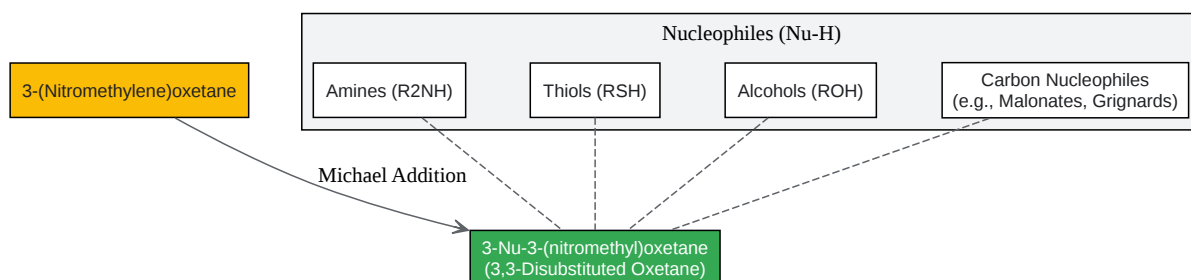 Nucleophiles (Nu-H)
3-(Nitromethylene)oxetane
Amines (R2NH)
Thiols (RSH)
Alcohols (ROH)
Carbon Nucleophiles
(e.g., Malonates, Grignards)
Michael Addition
3-Nu-3-(nitromethyl)oxetane
(3,3-Disubstituted Oxetane)